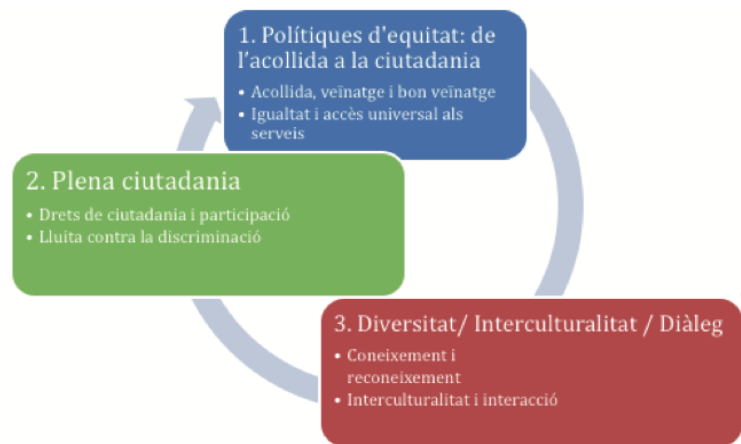 1. Polítiques d'equitat: de
l'acollida a la ciutadania
• Acollida, veïnatge i bon veïnatge
• Igualtat i accès universal als
serveis
2. Plena ciutadania
• Drets de ciutadania i participació
• Lluita contra la discriminació
3. Diversitat/ Interculturalitat / Diàleg
• Coneixement i
reconeixement
• Interculturalitat i interacció